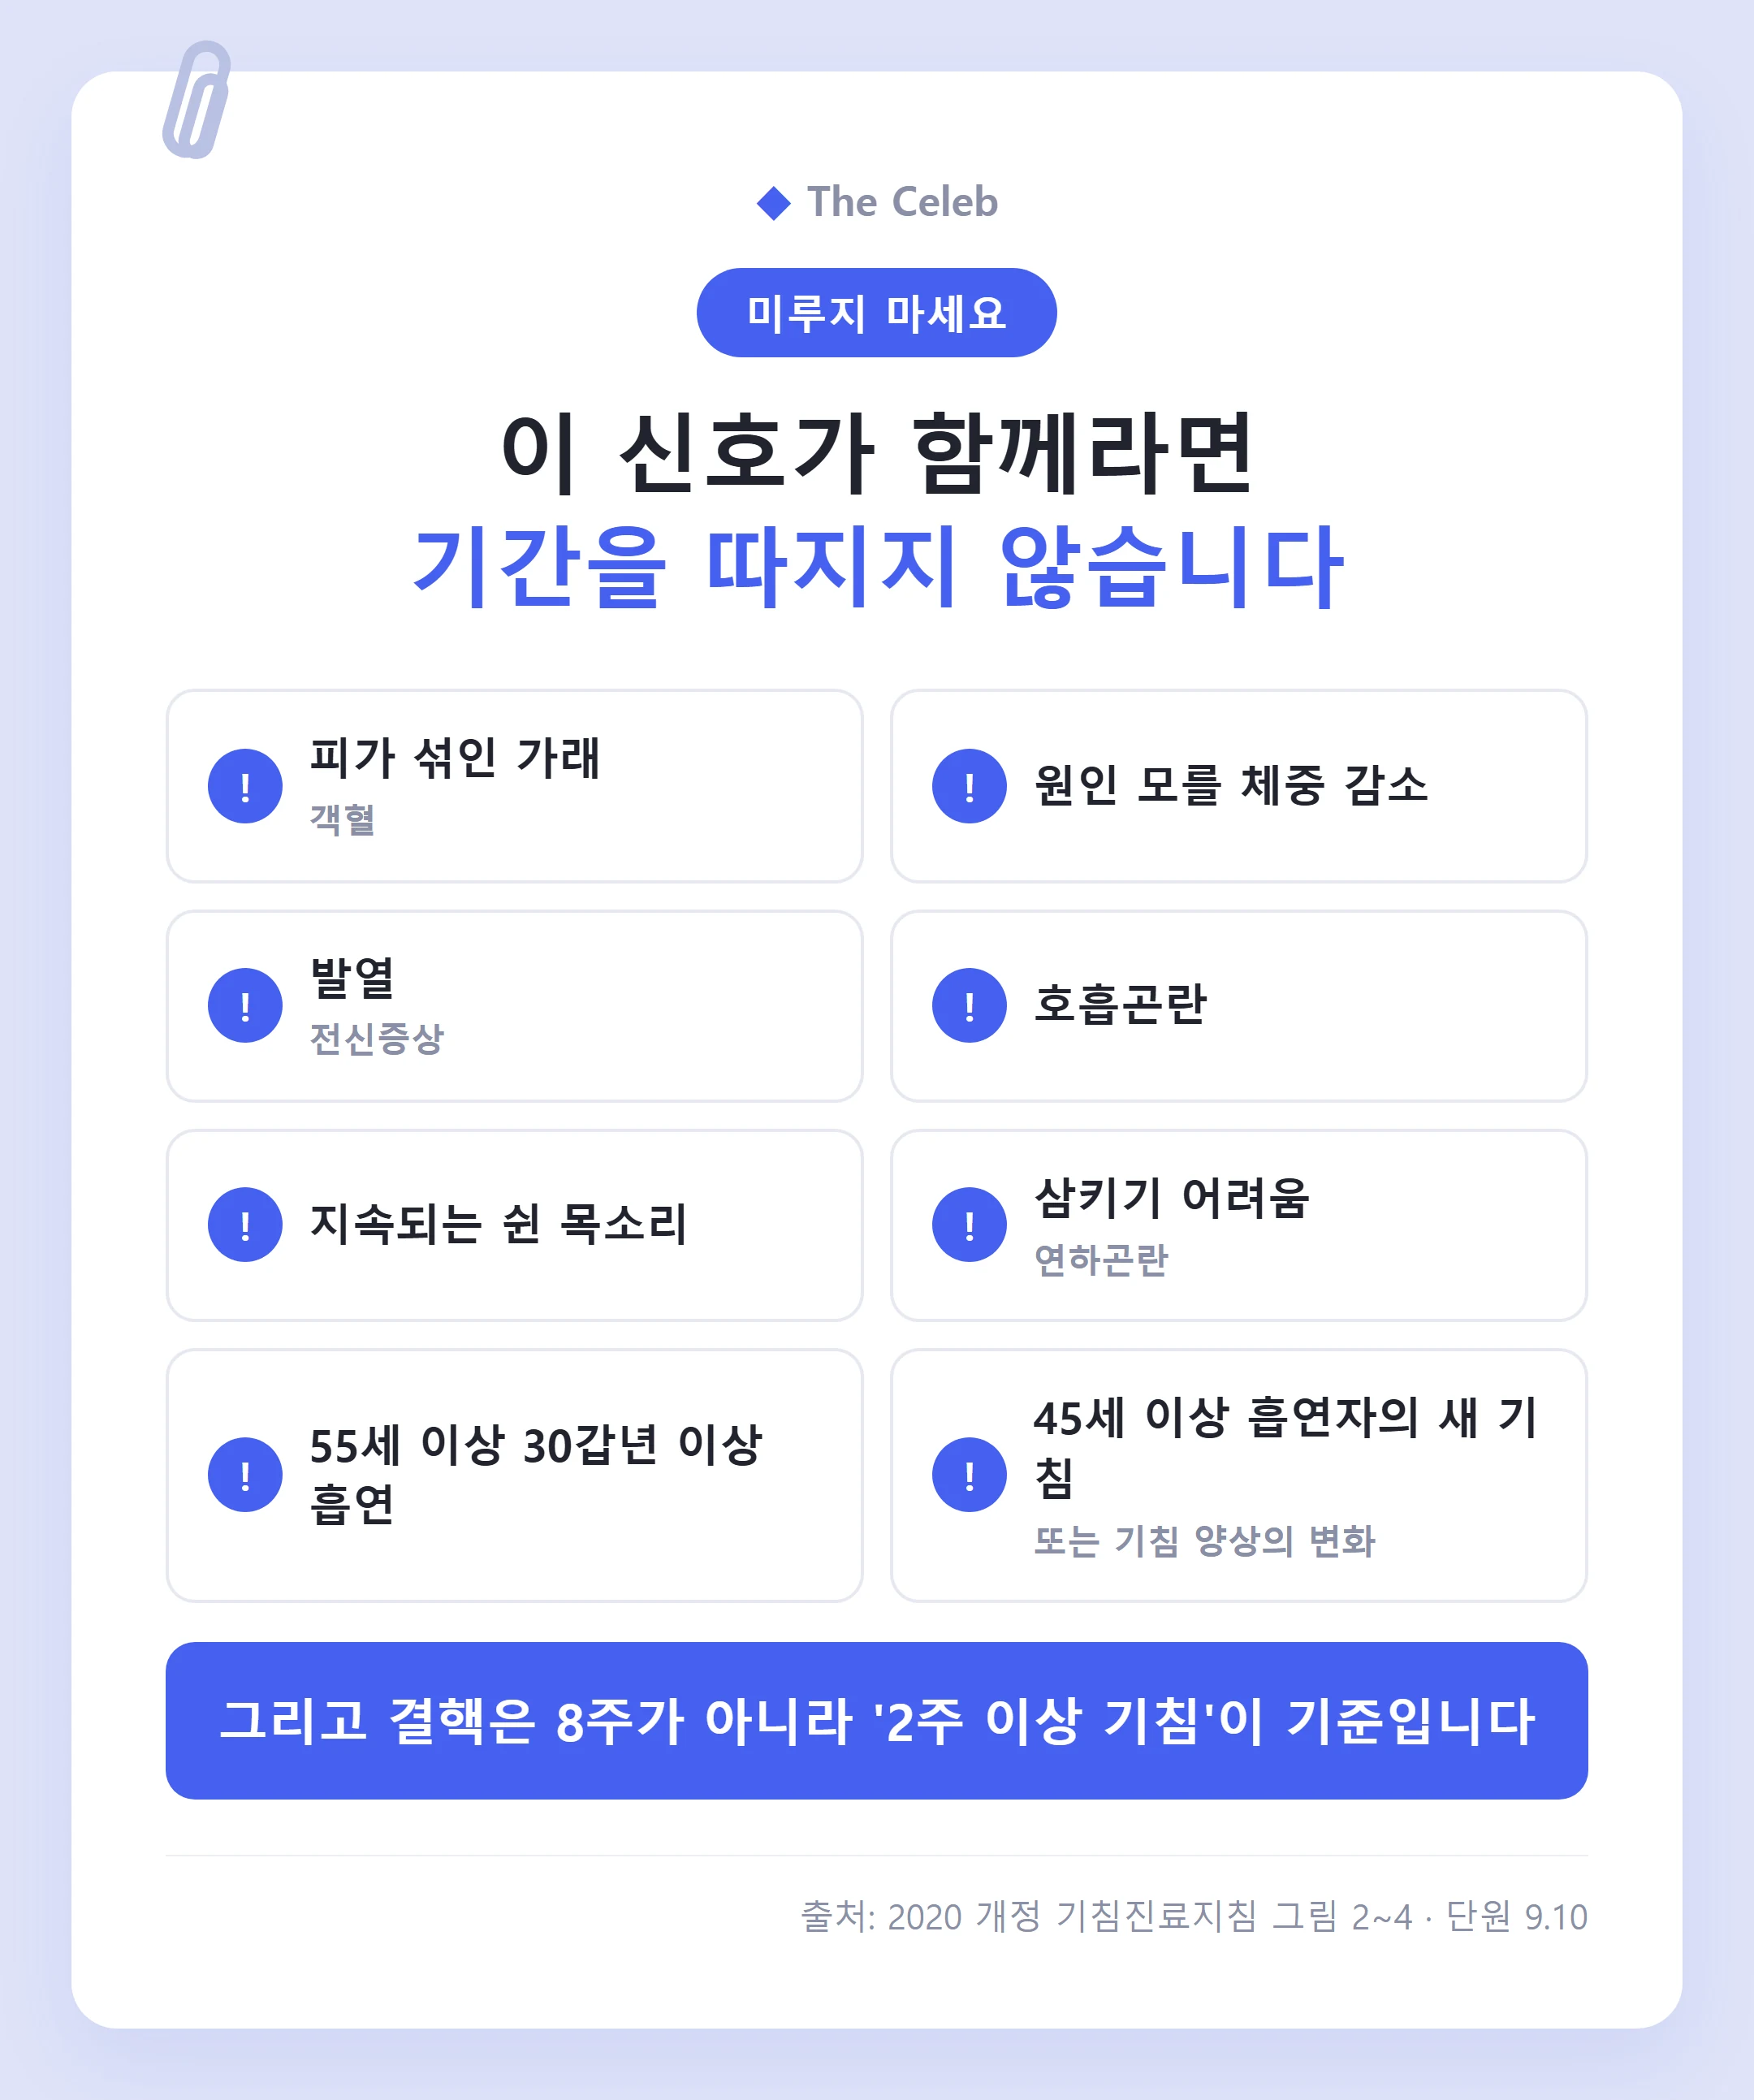 The Celeb
미루지 마세요
이 신호가 함께라면
기간을 따지지 않습니다
! 피가 섞인 가래
객혈
! 원인 모를 체중 감소
! 발열
전신증상
! 호흡곤란
! 지속되는 쉰 목소리
! 삼키기 어려움
연하곤란
! 55세 이상 30갑년 이상
흡연
! 45세 이상 흡연자의 새 기
침
또는 기침 양상의 변화
그리고 결핵은 8주가 아니라 '2주 이상 기침'이 기준입니다
출처: 2020 개정 기침진료지침 그림 2~4 · 단원 9.10